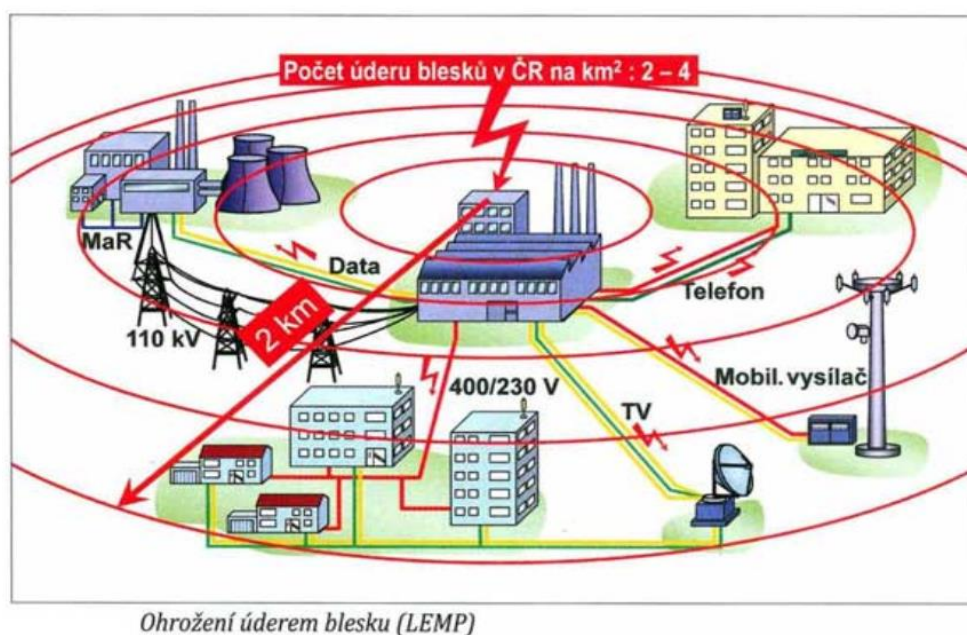 Počet úderu blesků v ČR na km² : 2 – 4
MaR
Data
Telefon
110 kV
2 km
400/230 V
Mobil. vysílač
TV
Ohrožení úderem blesku (LEMP)